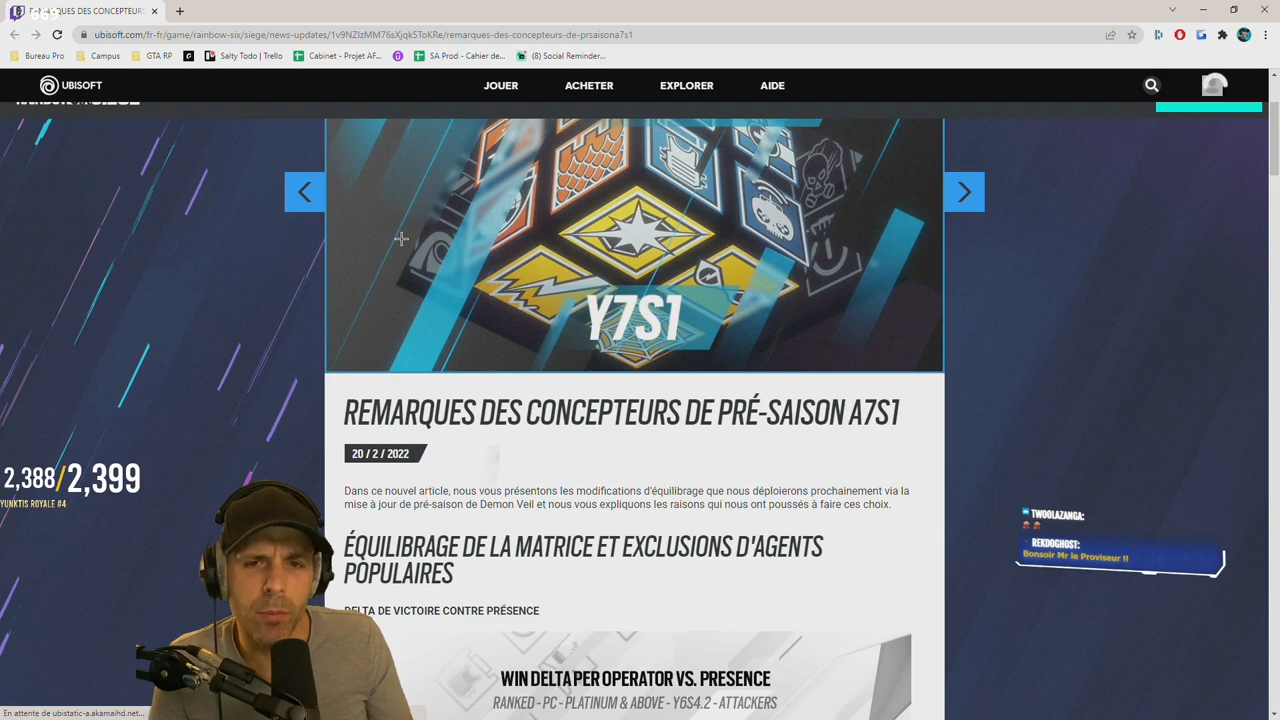 REMARQUES DES CONCEPTEURS DE PR
ubisoft.com/fr-fr/game/rainbow-six/siege/news-updates/1v9NZIzMM76sXjqk5ToKRe/remarques-des-concepteurs-de-prsaisona7s1
Bureau Pro Campus GTA RP Salty Todo | Trello Cabinet - Projet AF... SA Prod - Cahier de... (8) Social Reminder...
UBISOFT JOUER ACHETER EXPLORER AIDE
Y7S1
REMARQUES DES CONCEPTEURS DE PRÉ-SAISON A7S1
20 / 2 / 2022
2,388/2,399
YUNKTIS ROYALE #4
Dans ce nouvel article, nous vous présentons les modifications d'équilibrage que nous déploierons prochainement via la
mise à jour de pré-saison de Demon Veil et nous vous expliquons les raisons qui nous ont poussés à faire ces choix.
TWOOLAZANGA:
REKDOGHOST:
Bonsoir Mr le Proviseur !!
ÉQUILIBRAGE DE LA MATRICE ET EXCLUSIONS D'AGENTS
POPULAIRES
DELTA DE VICTOIRE CONTRE PRÉSENCE
WIN DELTA PER OPERATOR VS. PRESENCE
RANKED - PC - PLATINUM & ABOVE - Y6S4.2 - ATTACKERS
En attente de ubistatic-a.akamaihd.net...